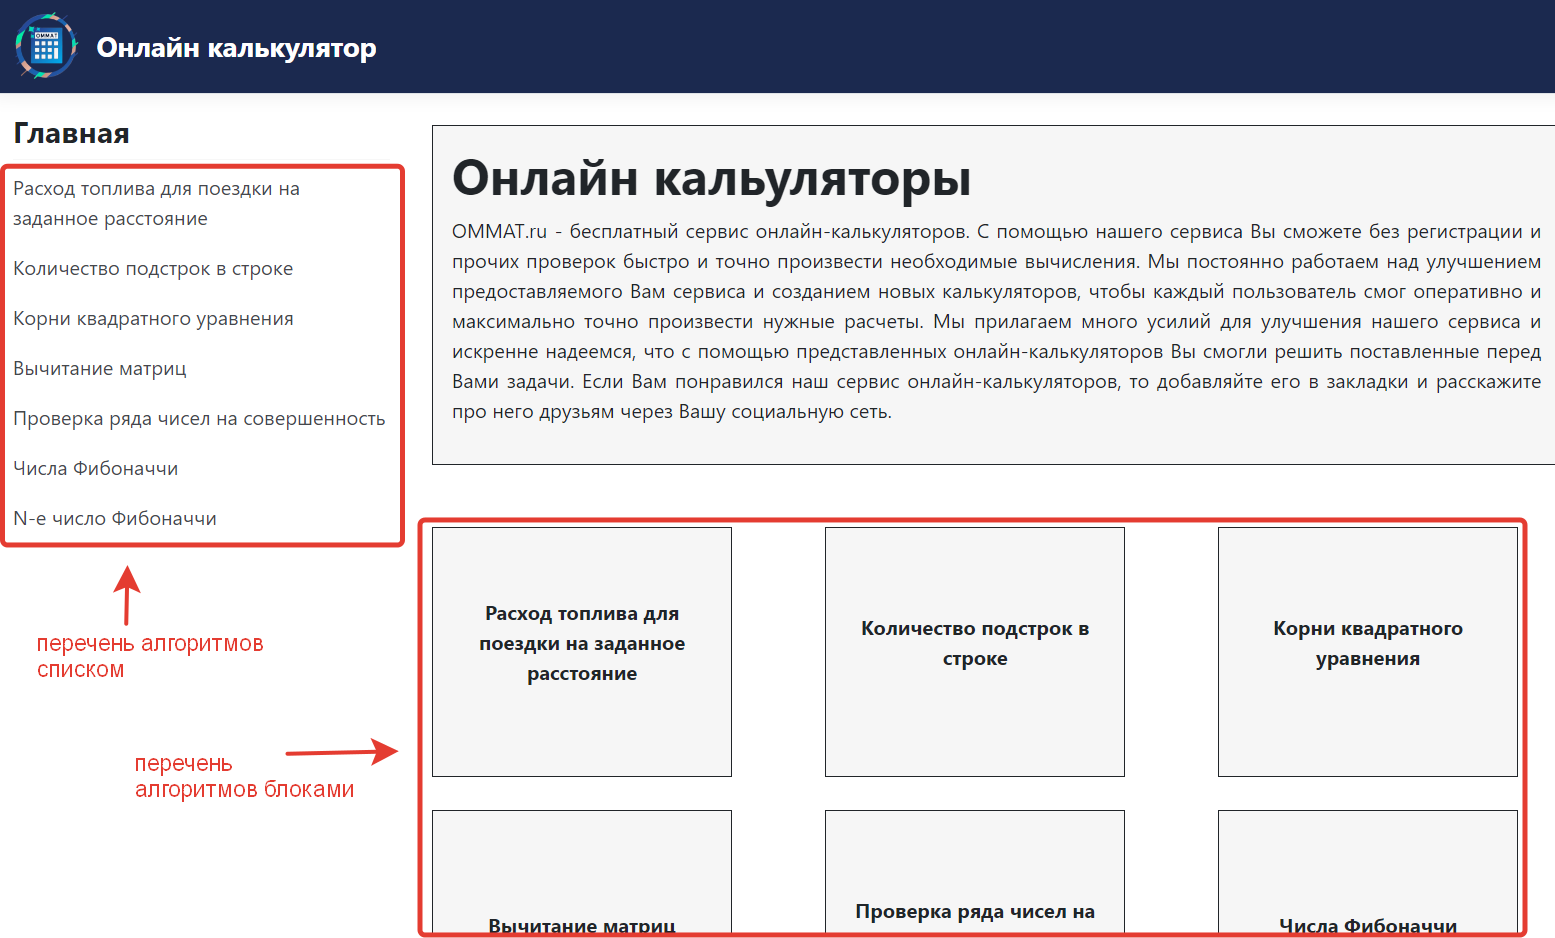 OMMAT
Онлайн калькулятор
Главная
Расход топлива для поездки на
заданное расстояние
Количество подстрок в строке
Корни квадратного уравнения
Вычитание матриц
Проверка ряда чисел на совершенность
Числа Фибоначчи
N-е число Фибоначчи
перечень алгоритмов
списком
перечень
алгоритмов блоками
Онлайн кальуляторы
OMMAT.ru - бесплатный сервис онлайн-калькуляторов. С помощью нашего сервиса Вы сможете без регистрации и
прочих проверок быстро и точно произвести необходимые вычисления. Мы постоянно работаем над улучшением
предоставляемого Вам сервиса и созданием новых калькуляторов, чтобы каждый пользователь смог оперативно и
максимально точно произвести нужные расчеты. Мы прилагаем много усилий для улучшения нашего сервиса и
искренне надеемся, что с помощью представленных онлайн-калькуляторов Вы смогли решить поставленные перед
Вами задачи. Если Вам понравился наш сервис онлайн-калькуляторов, то добавляйте его в закладки и расскажите
про него друзьям через Вашу социальную сеть.
Расход топлива для
поездки на заданное
расстояние
Количество подстрок в
строке
Корни квадратного
уравнения
Вычитание матриц
Проверка ряда чисел на
Числа Фибоначчи